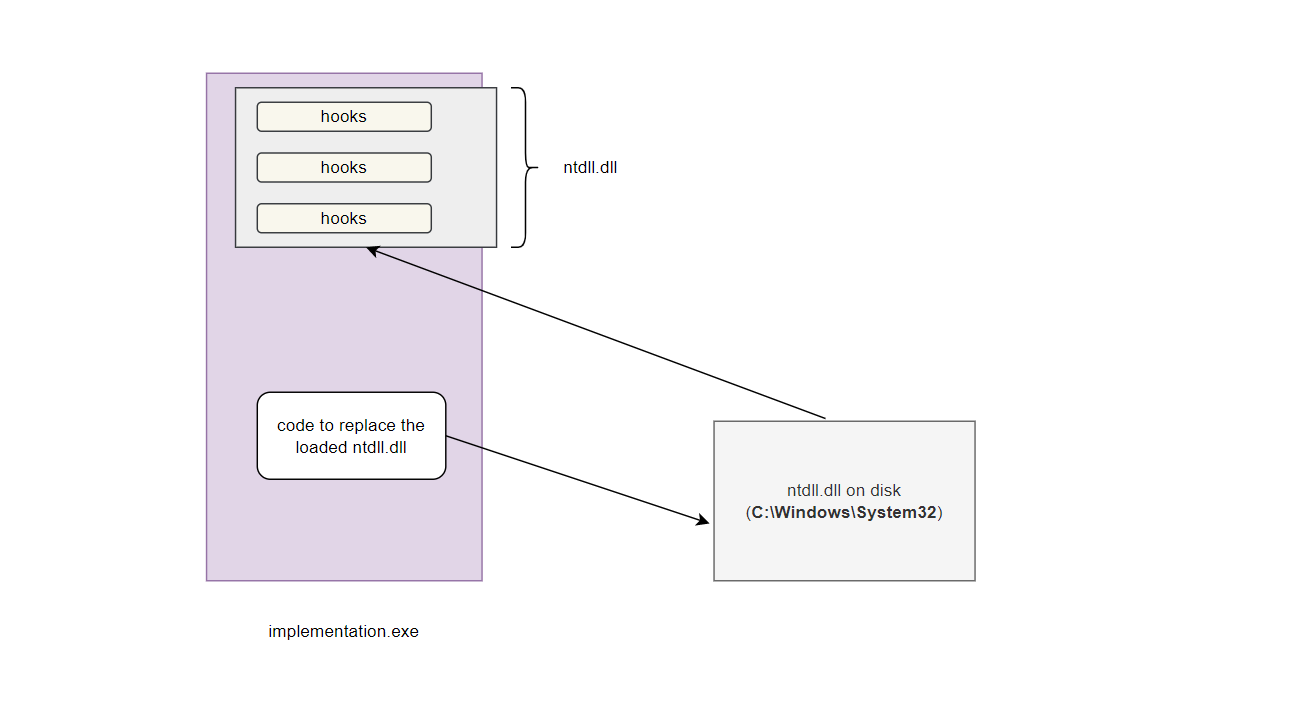 hooks
hooks
ntdll.dll
hooks
code to replace the
loaded ntdll.dll
ntdll.dll on disk
(C:\Windows\System32)
implementation.exe